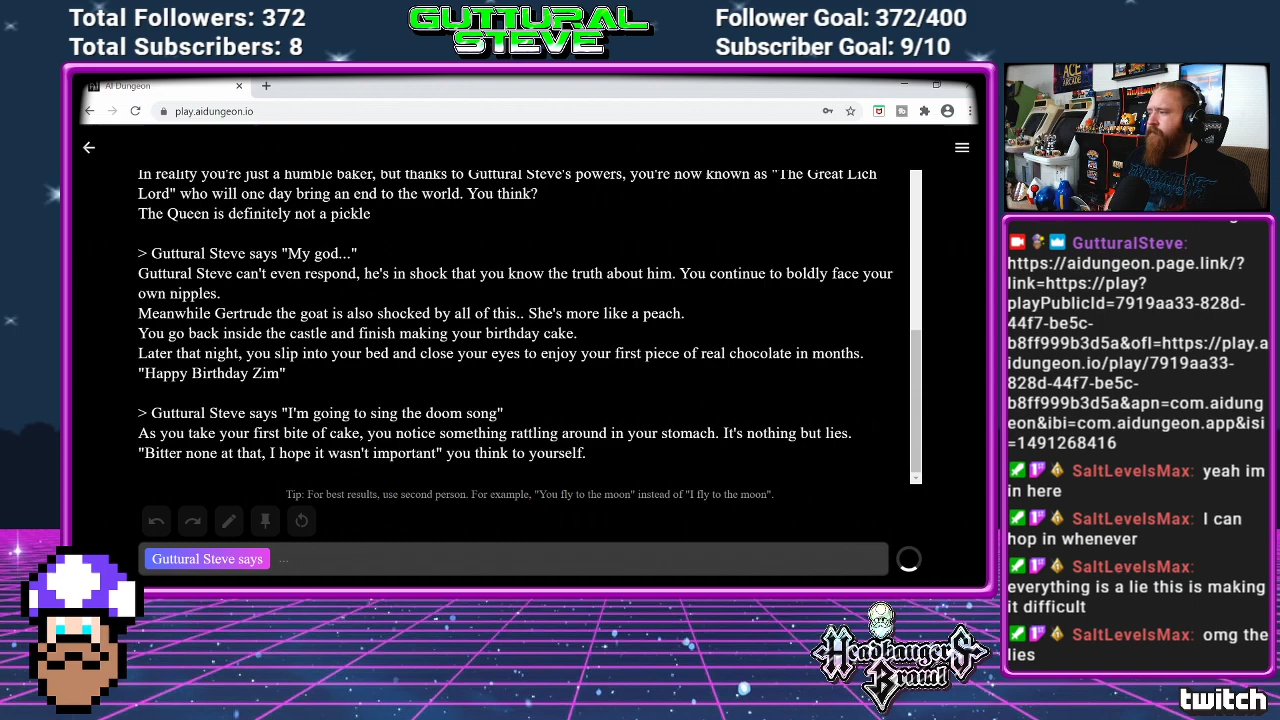 Total Followers: 372
Total Subscribers: 8
GUTTURAL
STEVE
Follower Goal: 372/400
Subscriber Goal: 9/10
AI Dungeon
play.aidungeon.io
In reality you're just a humble baker, but thanks to Guttural Steve's powers, you're now known as "The Great Lich
Lord" who will one day bring an end to the world. You think?
The Queen is definitely not a pickle
> Guttural Steve says "My god..."
Guttural Steve can't even respond, he's in shock that you know the truth about him. You continue to boldly face your
own nipples.
Meanwhile Gertrude the goat is also shocked by all of this.. She's more like a peach.
You go back inside the castle and finish making your birthday cake.
Later that night, you slip into your bed and close your eyes to enjoy your first piece of real chocolate in months.
"Happy Birthday Zim"
> Guttural Steve says "I'm going to sing the doom song"
As you take your first bite of cake, you notice something rattling around in your stomach. It's nothing but lies.
"Bitter none at that, I hope it wasn't important" you think to yourself.
Tip: For best results, use second person. For example, "You fly to the moon" instead of "I fly to the moon".
Guttural Steve says ...
ACE
ARCADE
GutturalSteve:
https://aidungeon.page.link/?
link=https://play?
playPublicId=7919aa33-828d-
44f7-be5c-
b8ff999b3d5a&ofl=https://play.a
idungeon.io/play/7919aa33-
828d-44f7-be5c-
b8ff999b3d5a&apn=com.aidung
eon&ibi=com.aidungeon.app&isi
=1491268416
SaltLevelsMax: yeah im
in here
SaltLevelsMax: I can
hop in whenever
SaltLevelsMax:
everything is a lie this is making
it difficult
SaltLevelsMax: omg the
lies
Headbangers
Brawl
twitch